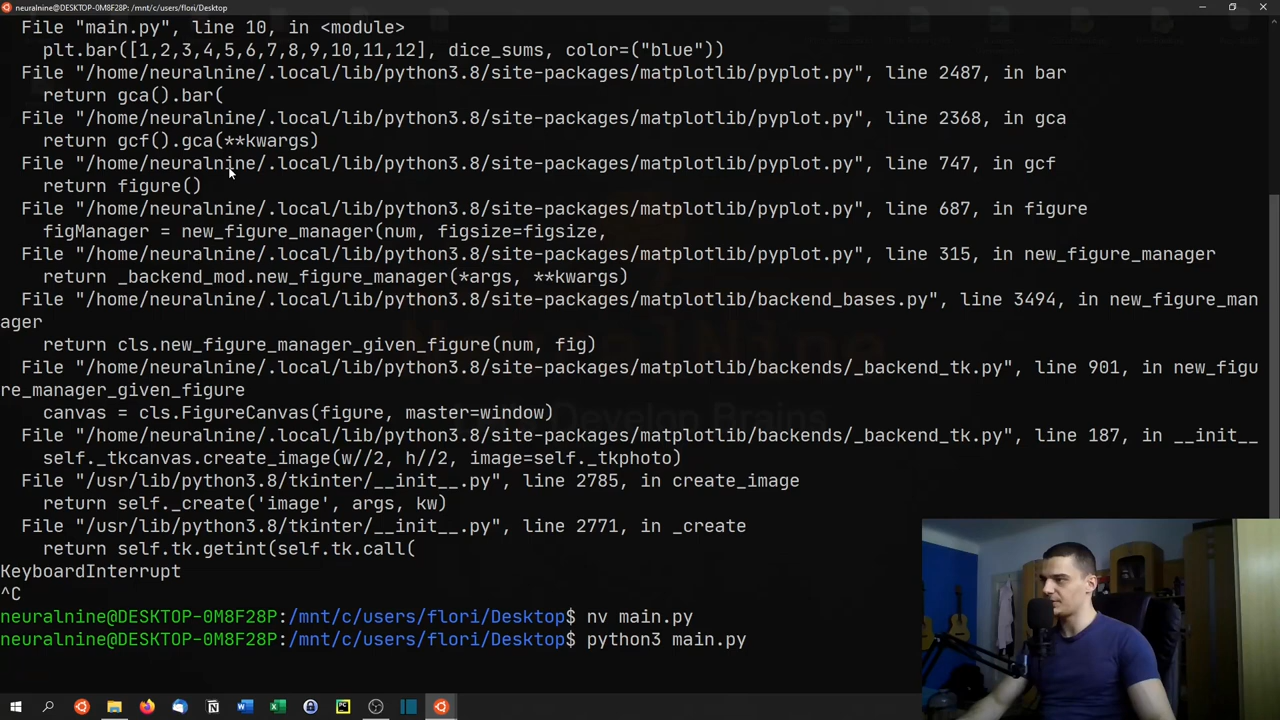 neuralnine@DESKTOP-0M8F28P: /mnt/c/users/flori/Desktop
File "main.py", line 10, in <module>
plt.bar([1,2,3,4,5,6,7,8,9,10,11,12], dice_sums, color=("blue"))
File "/home/neuralnine/.local/lib/python3.8/site-packages/matplotlib/pyplot.py", line 2487, in bar
return gca().bar(
File "/home/neuralnine/.local/lib/python3.8/site-packages/matplotlib/pyplot.py", line 2368, in gca
return gcf().gca(**kwargs)
File "/home/neuralnine/.local/lib/python3.8/site-packages/matplotlib/pyplot.py", line 747, in gcf
return figure()
File "/home/neuralnine/.local/lib/python3.8/site-packages/matplotlib/pyplot.py", line 687, in figure
figManager = new_figure_manager(num, figsize=figsize,
File "/home/neuralnine/.local/lib/python3.8/site-packages/matplotlib/pyplot.py", line 315, in new_figure_manager
return _backend_mod.new_figure_manager(*args, **kwargs)
File "/home/neuralnine/.local/lib/python3.8/site-packages/matplotlib/backend_bases.py", line 3494, in new_figure_man
ager
return cls.new_figure_manager_given_figure(num, fig)
File "/home/neuralnine/.local/lib/python3.8/site-packages/matplotlib/backends/_backend_tk.py", line 901, in new_figu
re_manager_given_figure
canvas = cls.FigureCanvas(figure, master=window)
File "/home/neuralnine/.local/lib/python3.8/site-packages/matplotlib/backends/_backend_tk.py", line 187, in __init__
self._tkcanvas.create_image(w//2, h//2, image=self._tkphoto)
File "/usr/lib/python3.8/tkinter/__init__.py", line 2785, in create_image
return self._create('image', args, kw)
File "/usr/lib/python3.8/tkinter/__init__.py", line 2771, in _create
return self.tk.getint(self.tk.call(
KeyboardInterrupt
^C
neuralnine@DESKTOP-0M8F28P:/mnt/c/users/flori/Desktop$ nv main.py
neuralnine@DESKTOP-0M8F28P:/mnt/c/users/flori/Desktop$ python3 main.py